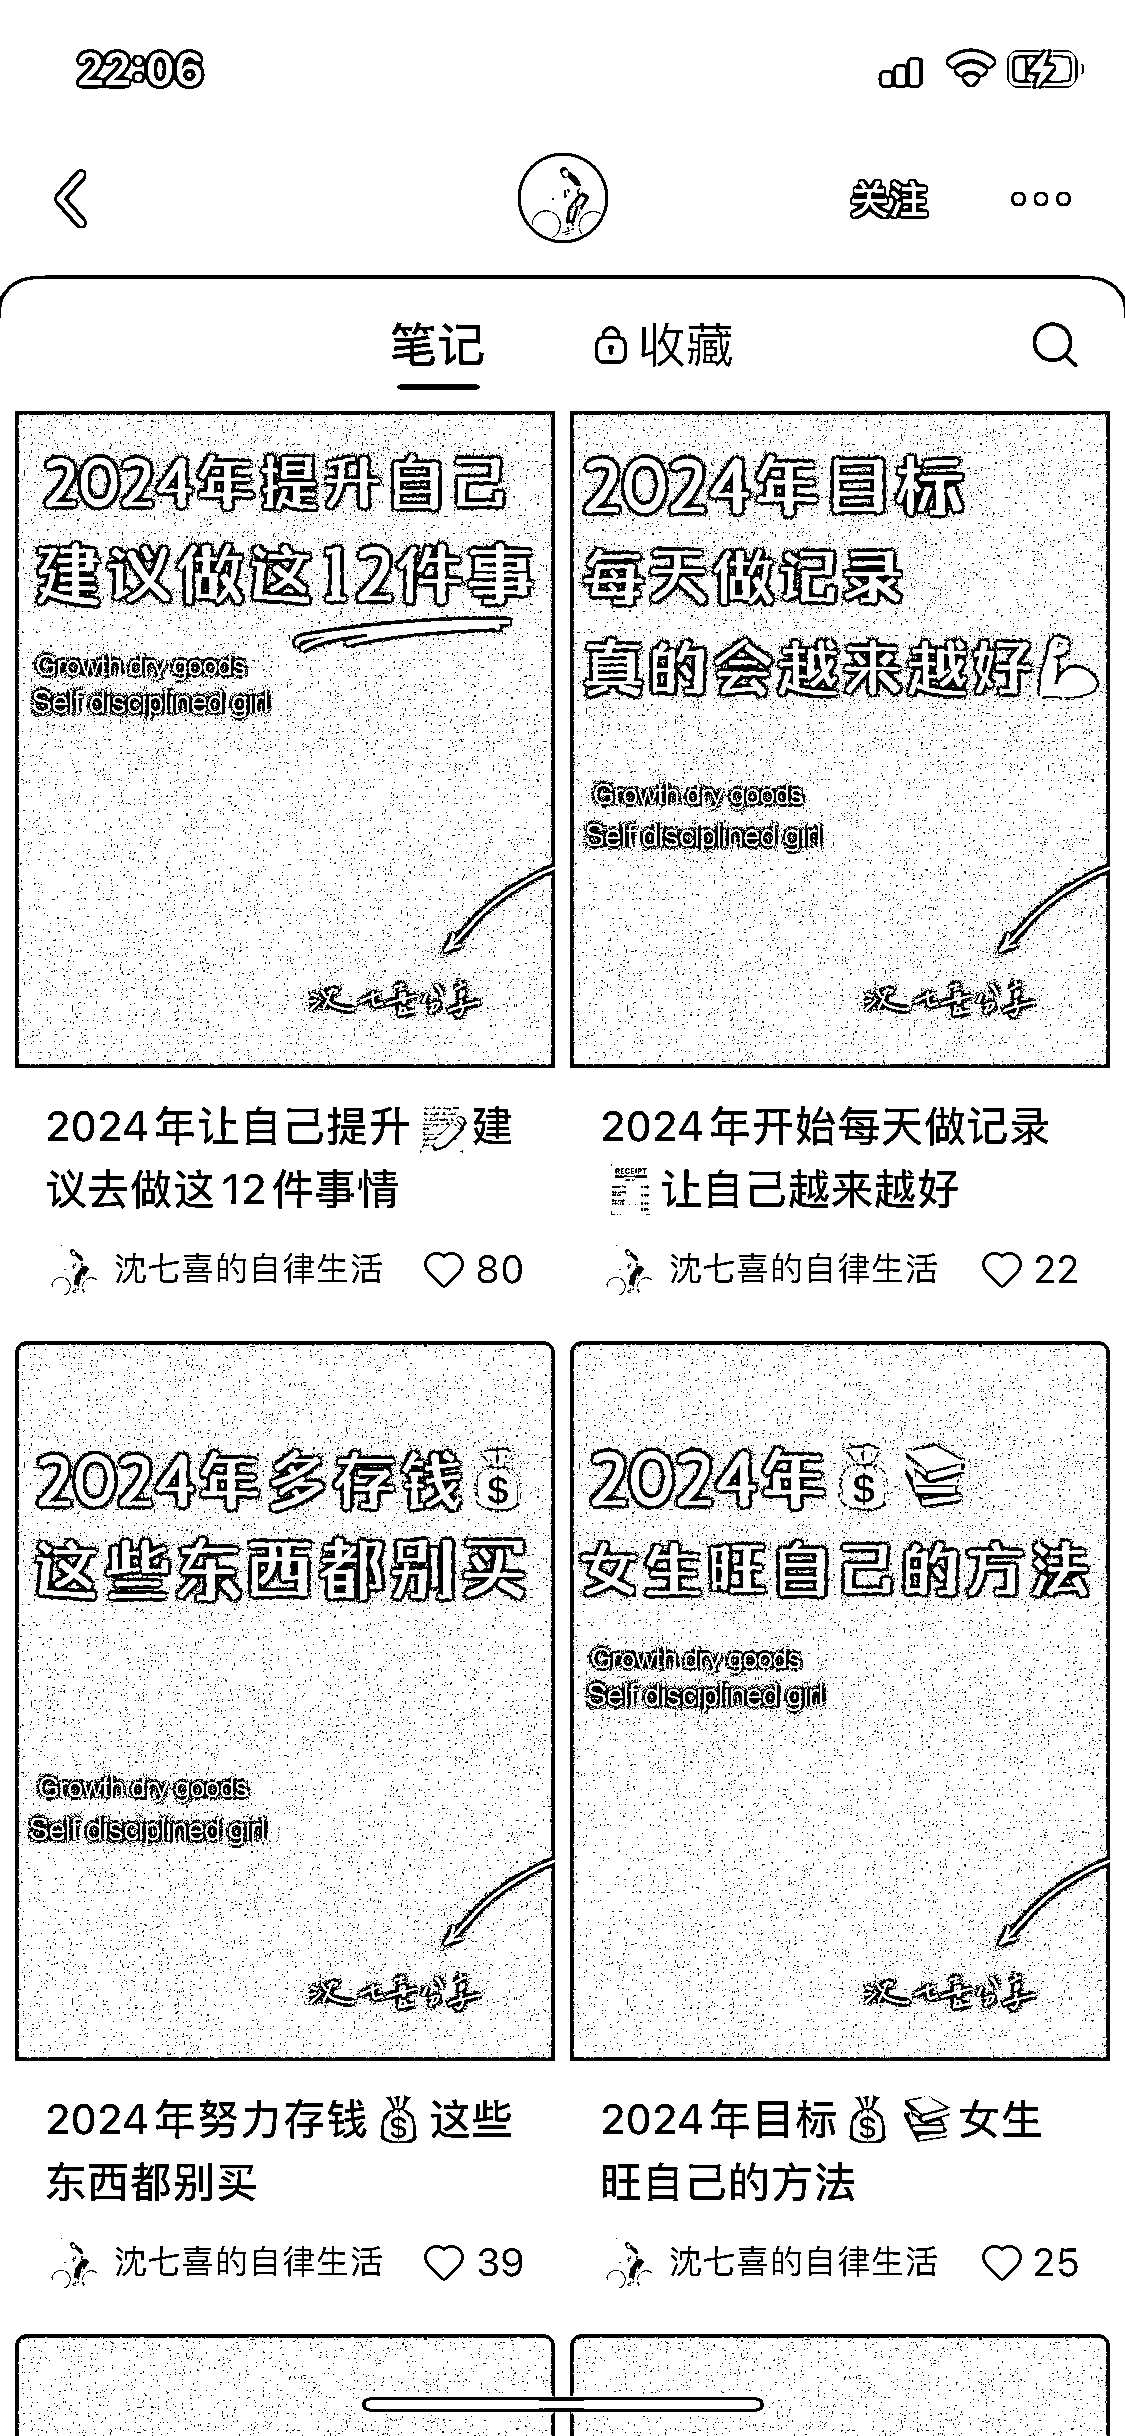 22:06
关注
笔记
收藏
2024年提升自己
建议做这12件事
Growth dry goods
Self disciplined girl
沈七喜分享
2024年让自己提升📝建
议去做这12件事情
沈七喜的自律生活 80
2024年目标
每天做记录
真的会越来越好💪
Growth dry goods
Self disciplined girl
沈七喜分享
2024年开始每天做记录
🧾让自己越来越好
沈七喜的自律生活 22
2024年多存钱💰
这些东西都别买
Growth dry goods
Self disciplined girl
沈七喜分享
2024年努力存钱💰这些
东西都别买
沈七喜的自律生活 39
2024年💰📚
女生旺自己的方法
Growth dry goods
Self disciplined girl
沈七喜分享
2024年目标💰📚女生
旺自己的方法
沈七喜的自律生活 25